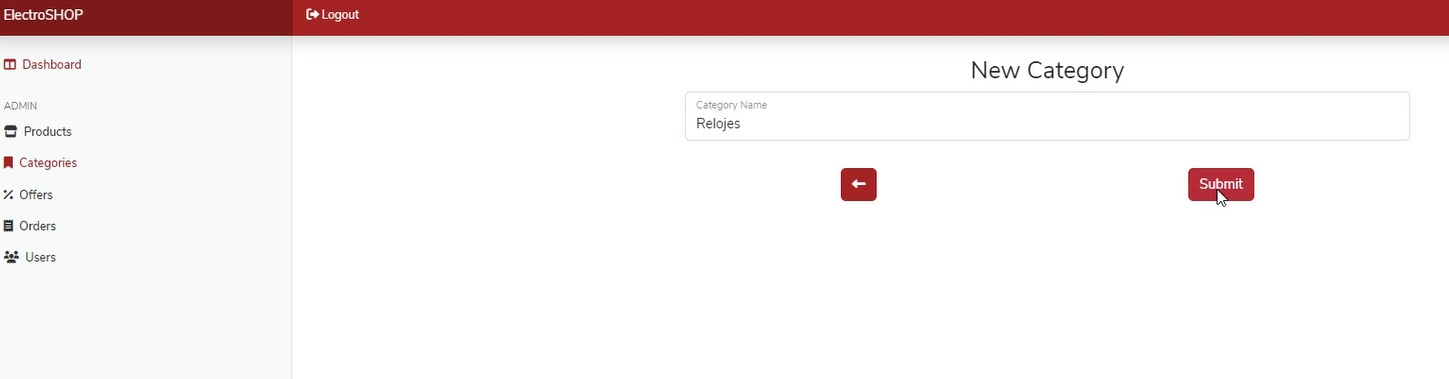 ElectroSHOP
Logout
Dashboard
ADMIN
Products
Categories
Offers
Orders
Users
New Category
Category Name
Relojes
Submit